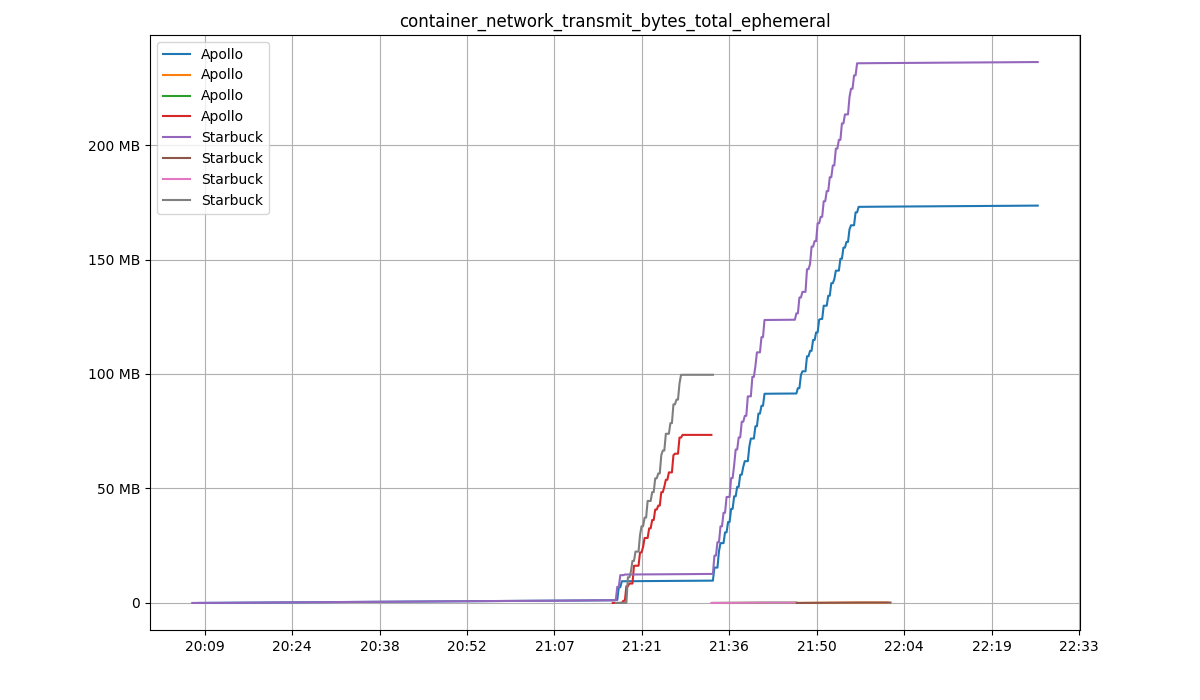 container_network_transmit_bytes_total_ephemeral
Apollo
Apollo
Apollo
Apollo
Starbuck
Starbuck
Starbuck
Starbuck
200 MB
150 MB
100 MB
50 MB
0
20:09 20:24 20:38 20:52 21:07 21:21 21:36 21:50 22:04 22:19 22:33